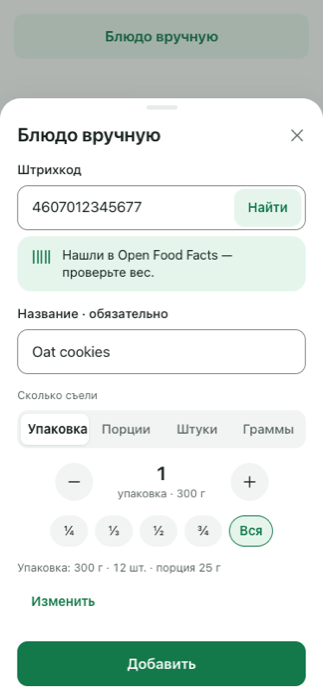 Блюдо вручную
Блюдо вручную
Штрихкод
4607012345677
Найти
Нашли в Open Food Facts —
проверьте вес.
Название · обязательно
Oat cookies
Сколько съели
Упаковка Порции Штуки Граммы
− 1 +
упаковка · 300 г
¼ ⅓ ½ ¾ Вся
Упаковка: 300 г · 12 шт. · порция 25 г
Изменить
Добавить